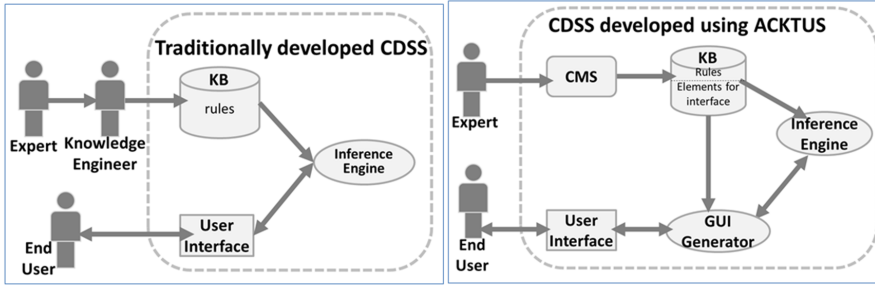 Traditionally developed CDSS
KB
rules
Expert
Knowledge
Engineer
Inference
Engine
User
Interface
End
User
CDSS developed using ACKTUS
KB
Rules
Elements for
interface
CMS
Expert
Inference
Engine
User
Interface
GUI
Generator
End
User